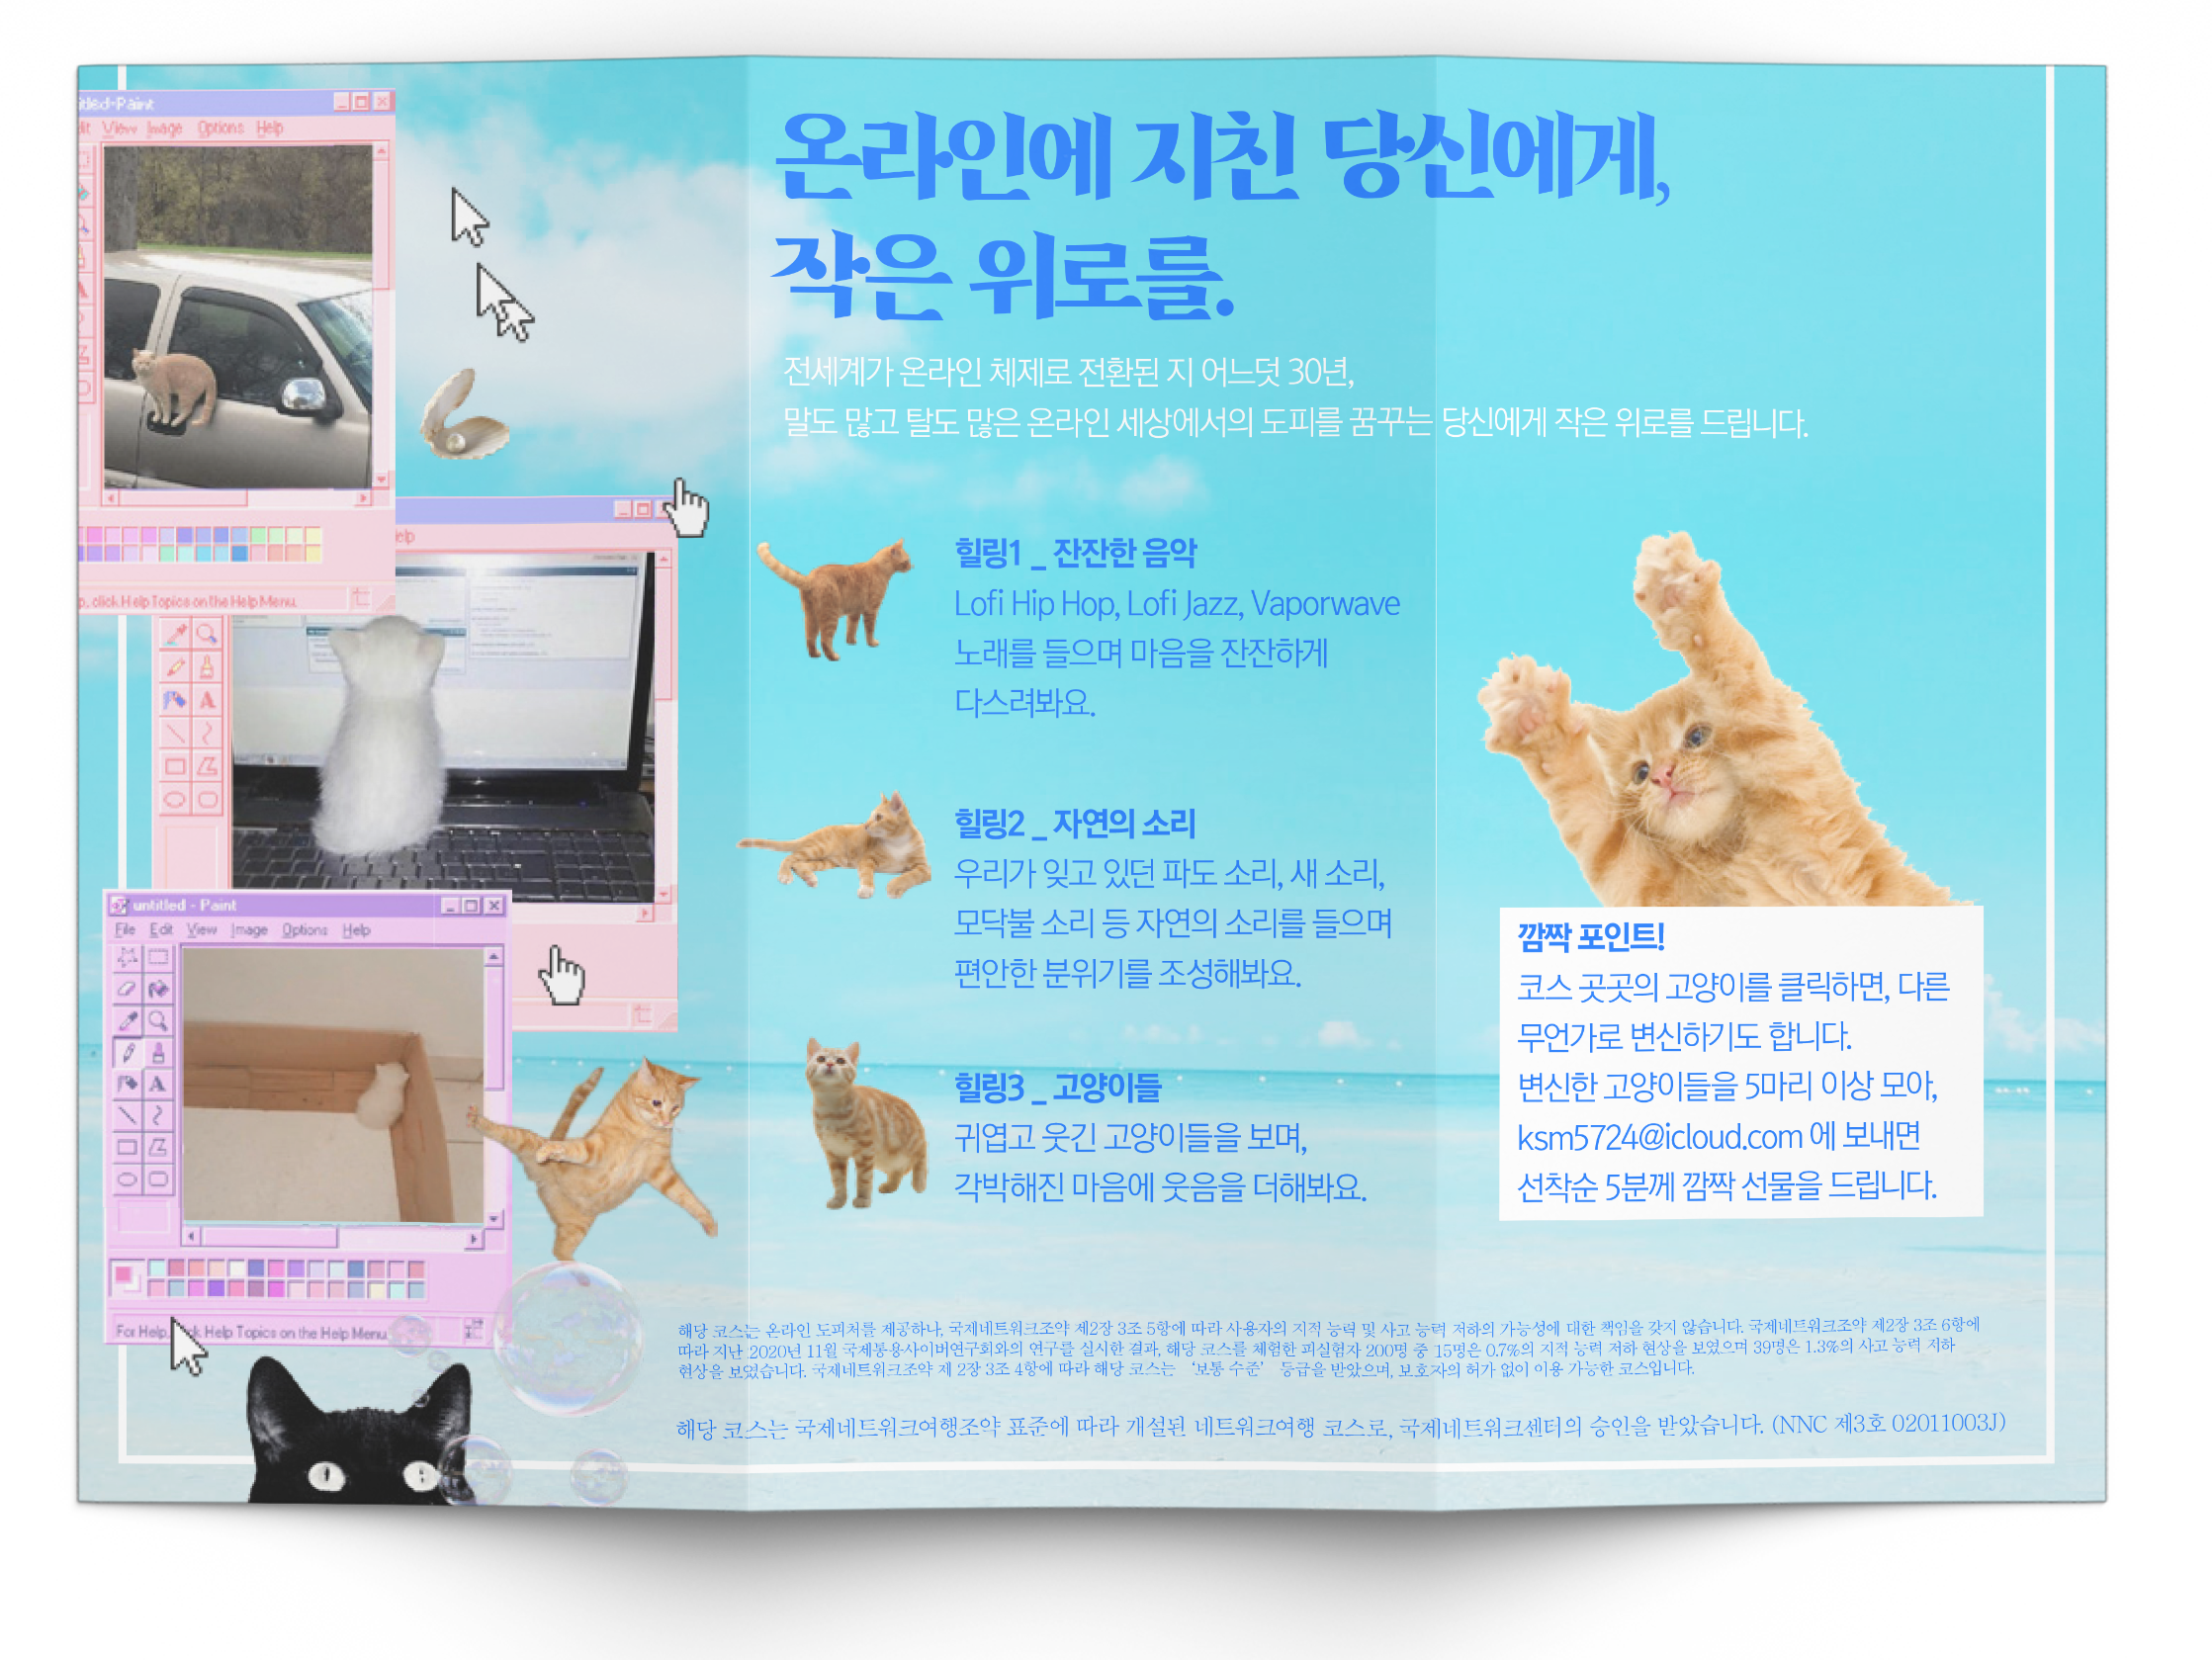 untitled-Paint
View Image Options Help
click Help Topics on the Help Menu.
Help
untitled - Paint
File Edit View Image Options Help
For Help, Help Topics on the Help Menu.
온라인에 지친 당신에게,
작은 위로를.
전세계가 온라인 체제로 전환된 지 어느덧 30년,
말도 많고 탈도 많은 온라인 세상에서의 도피를 꿈꾸는 당신에게 작은 위로를 드립니다.
힐링1 _ 잔잔한 음악
Lofi Hip Hop, Lofi Jazz, Vaporwave
노래를 들으며 마음을 잔잔하게
다스려봐요.
힐링2 _ 자연의 소리
우리가 잊고 있던 파도 소리, 새 소리,
모닥불 소리 등 자연의 소리를 들으며
편안한 분위기를 조성해봐요.
힐링3 _ 고양이들
귀엽고 웃긴 고양이들을 보며,
각박해진 마음에 웃음을 더해봐요.
깜짝 포인트!
코스 곳곳의 고양이를 클릭하면, 다른
무언가로 변신하기도 합니다.
변신한 고양이들을 5마리 이상 모아,
ksm5724@icloud.com 에 보내면
선착순 5분께 깜짝 선물을 드립니다.
해당 코스는 온라인 도피처를 제공하나, 국제네트워크조약 제2장 3조 5항에 따라 사용자의 지적 능력 및 사고 능력 저하의 가능성에 대한 책임을 갖지 않습니다. 국제네트워크조약 제2장 3조 6항에
따라 지난 2020년 11월 국제통용사이버연구회와의 연구를 실시한 결과, 해당 코스를 체험한 피실험자 200명 중 15명은 0.7%의 지적 능력 저하 현상을 보였으며 39명은 1.3%의 사고 능력 저하
현상을 보였습니다. 국제네트워크조약 제 2장 3조 4항에 따라 해당 코스는 ‘보통 수준’ 등급을 받았으며, 보호자의 허가 없이 이용 가능한 코스입니다.
해당 코스는 국제네트워크여행조약 표준에 따라 개설된 네트워크여행 코스로, 국제네트워크센터의 승인을 받았습니다. (NNC 제3호 02011003J)